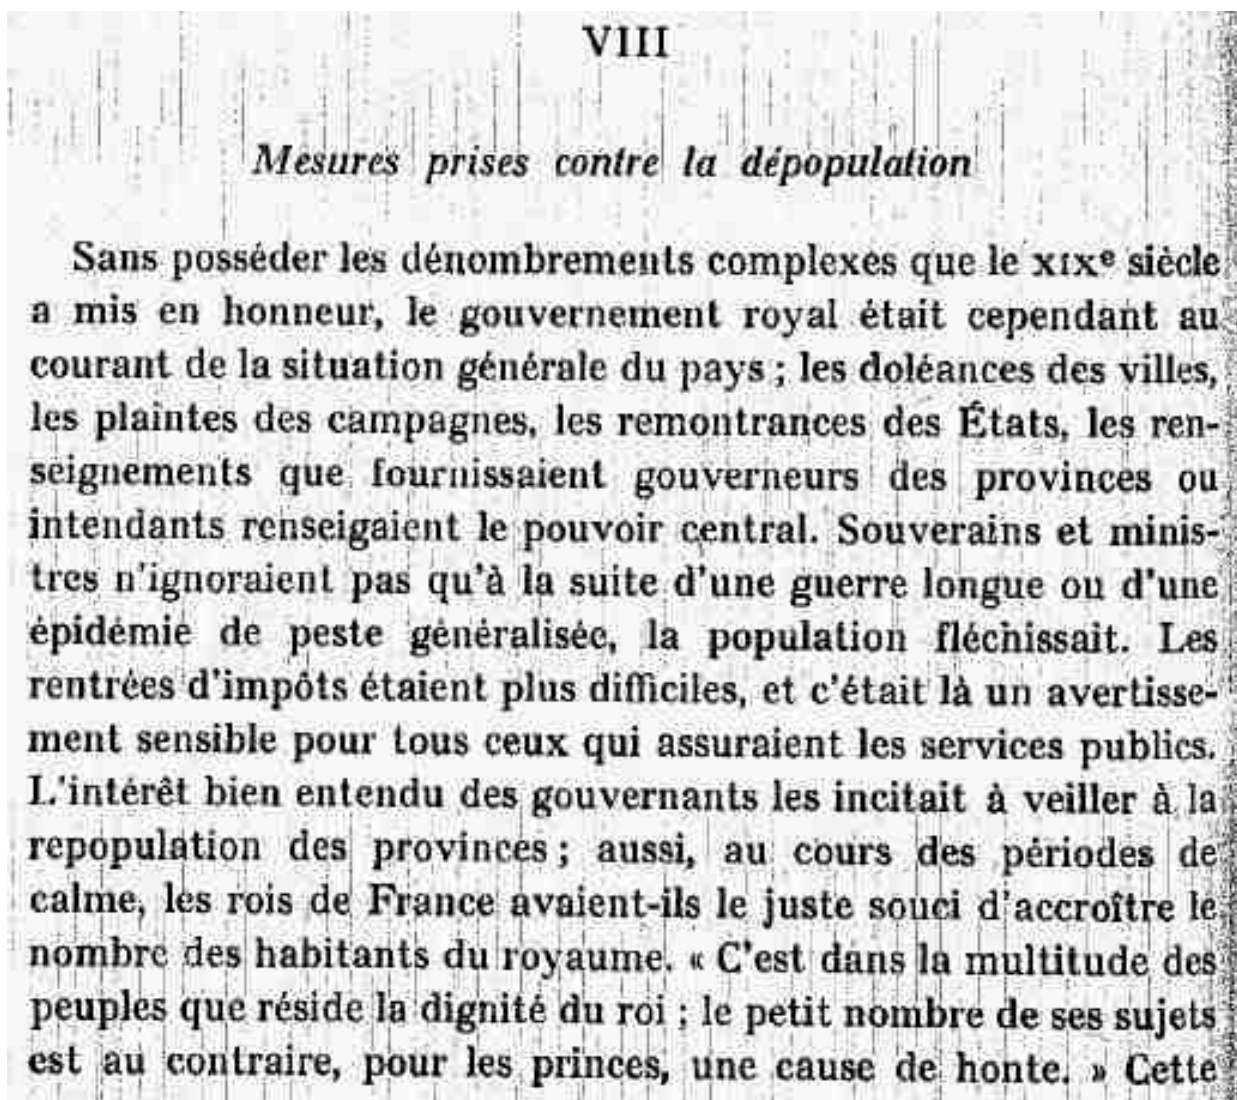 VIII
Mesures prises contre la dépopulation
Sans posséder les dénombrements complexes que le XIXe siècle
a mis en honneur, le gouvernement royal était cependant au
courant de la situation générale du pays ; les doléances des villes,
les plaintes des campagnes, les remontrances des États, les ren-
seignements que fournissaient gouverneurs des provinces ou
intendants renseigaient le pouvoir central. Souverains et minis-
tres n'ignoraient pas qu'à la suite d'une guerre longue ou d'une
épidémie de peste généralisée, la population fléchissait. Les
rentrées d'impôts étaient plus difficiles, et c'était là un avertisse-
ment sensible pour tous ceux qui assuraient les services publics.
L'intérêt bien entendu des gouvernants les incitait à veiller à la
repopulation des provinces ; aussi, au cours des périodes de
calme, les rois de France avaient-ils le juste souci d'accroître le
nombre des habitants du royaume. « C'est dans la multitude des
peuples que réside la dignité du roi ; le petit nombre de ses sujets
est au contraire, pour les princes, une cause de honte. » Cette